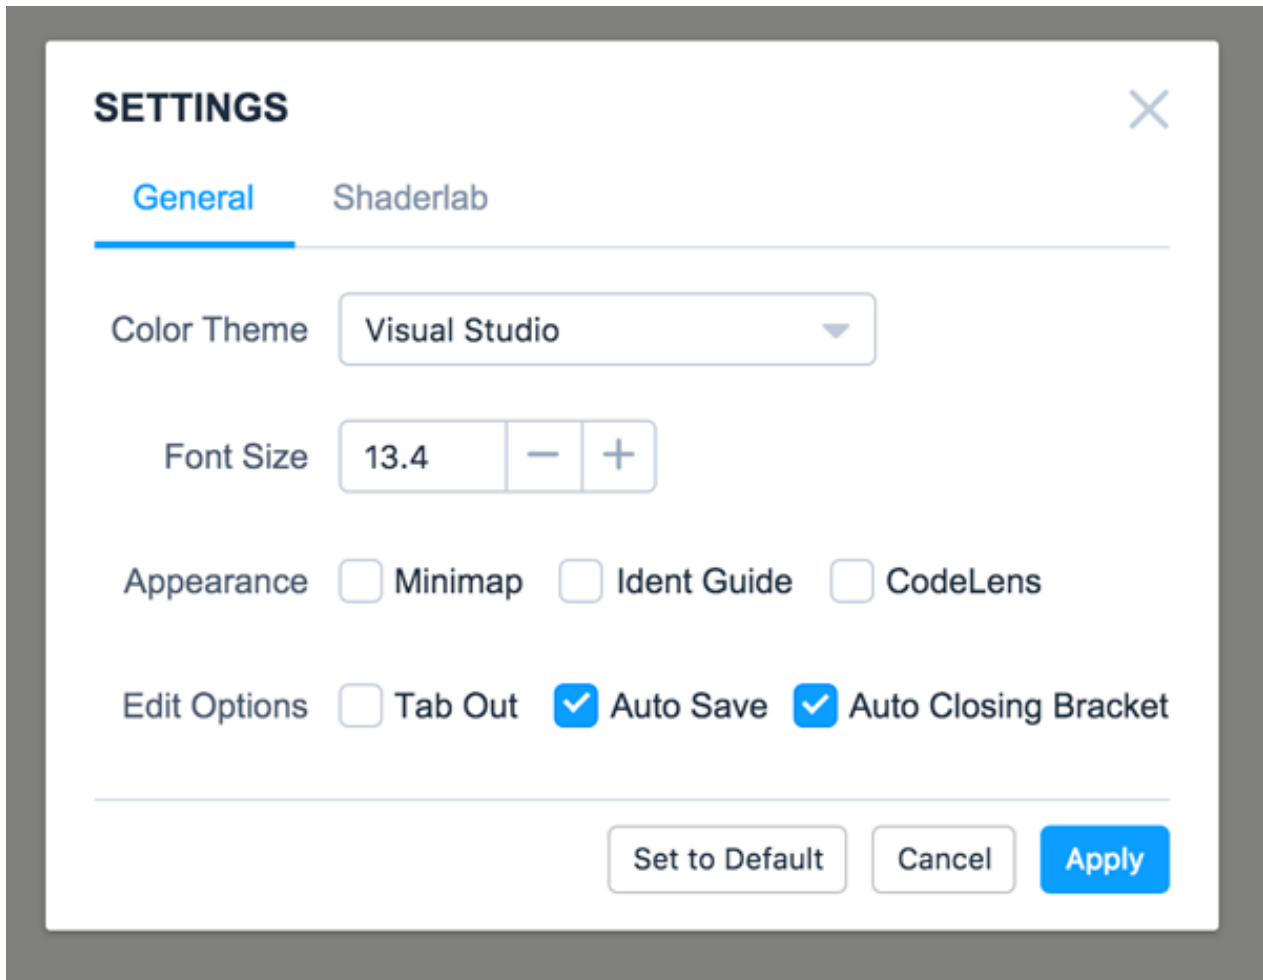 SETTINGS
General Shaderlab
Color Theme Visual Studio
Font Size 13.4
Appearance Minimap Ident Guide CodeLens
Edit Options Tab Out Auto Save Auto Closing Bracket
Set to Default Cancel Apply